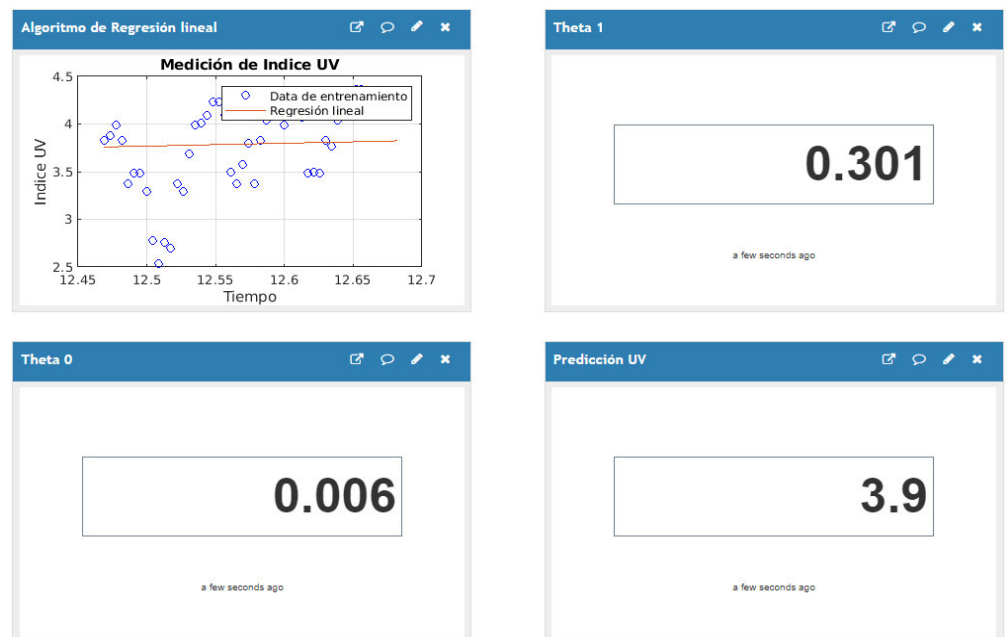 Algoritmo de Regresión lineal
Medición de Indice UV
4.5
4
3.5
3
2.5
Indice UV
Data de entrenamiento
Regresión lineal
12.45 12.5 12.55 12.6 12.65 12.7
Tiempo
Theta 1
0.301
a few seconds ago
Theta 0
0.006
a few seconds ago
Predicción UV
3.9
a few seconds ago